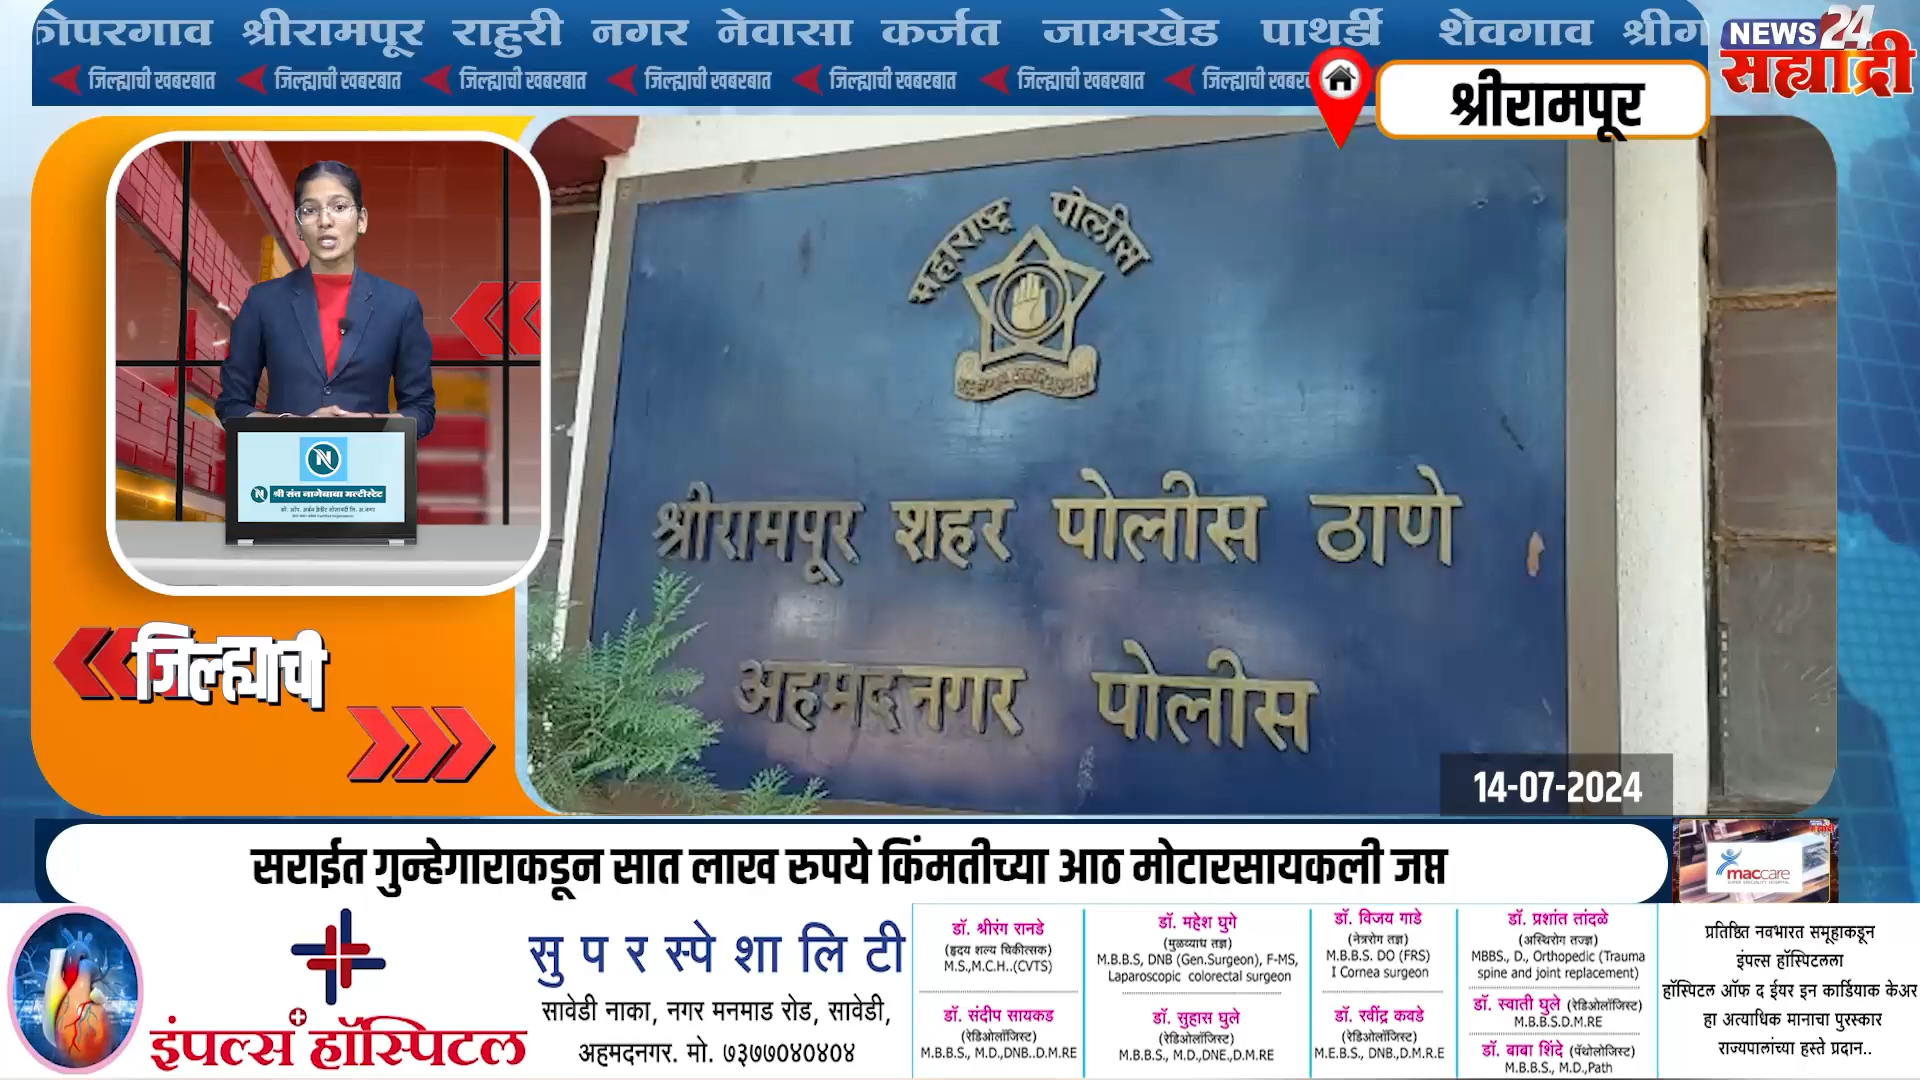 कोपरगाव श्रीरामपूर राहुरी नगर नेवासा कर्जत जामखेड पाथर्डी शेवगाव श्रीग
जिल्ह्याची खबरबात जिल्ह्याची खबरबात जिल्ह्याची खबरबात जिल्ह्याची खबरबात जिल्ह्याची खबरबात जिल्ह्याची खबरबात जिल्ह्याची खबरब
NEWS 24
सह्याद्री
श्रीरामपूर
महाराष्ट्र पोलीस
श्रीरामपूर शहर पोलीस ठाणे
अहमदनगर पोलीस
N
श्री संत नागेबाबा मल्टीस्टेट
जिल्ह्याची
14-07-2024
सराईत गुन्हेगाराकडून सात लाख रुपये किंमतीच्या आठ मोटारसायकली जप्त
maccare
SUPER SPECIALITY HOSPITAL
इंपल्स हॉस्पिटल
सुपरस्पेशालिटी
सावेडी नाका, नगर मनमाड रोड, सावेडी,
अहमदनगर. मो. ७३७७०४०४०४
डॉ. श्रीरंग रानडे
(हृदय शल्य चिकीत्सक)
M.S.,M.C.H..(CVTS)
डॉ. संदीप सायकड
(रेडिओलॉजिस्ट)
M.B.B.S., M.D.,DNB..D.M.RE
डॉ. महेश घुगे
(मुळव्याध तज्ञ)
M.B.B.S, DNB (Gen.Surgeon), F-MS,
Laparoscopic colorectal surgeon
डॉ. सुहास घुले
(रेडिओलॉजिस्ट)
M.B.B.S., M.D.,DNE.,D.M.RE
डॉ. विजय गाडे
(नेत्ररोग तज्ञ)
M.B.B.S. DO (FRS)
I Cornea surgeon
डॉ. रवींद्र कवडे
(रेडिओलॉजिस्ट)
M.E.B.S., DNB.,D.M.R.E
डॉ. प्रशांत तांदळे
(अस्थिरोग तज्ज्ञ)
MBBS., D., Orthopedic (Trauma
spine and joint replacement)
डॉ. स्वाती घुले (रेडिओलॉजिस्ट)
M.B.B.S.D.M.RE
डॉ. बाबा शिंदे (पॅथोलोजिस्ट)
M.B.B.S., M.D.,Path
प्रतिष्ठित नवभारत समूहाकडून
इंपल्स हॉस्पिटलला
हॉस्पिटल ऑफ द ईयर इन कार्डियाक केअर
हा अत्याधिक मानाचा पुरस्कार
राज्यपालांच्या हस्ते प्रदान..